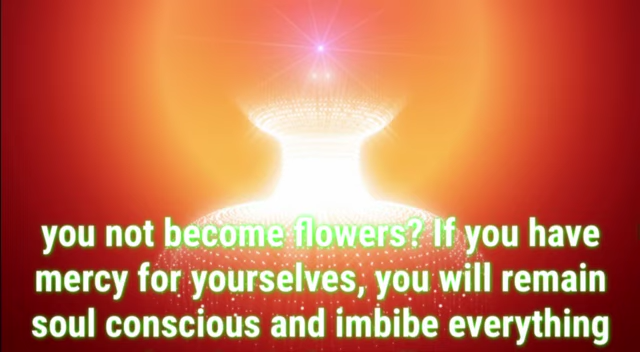 you not become flowers? If you have
mercy for yourselves, you will remain
soul conscious and imbibe everything